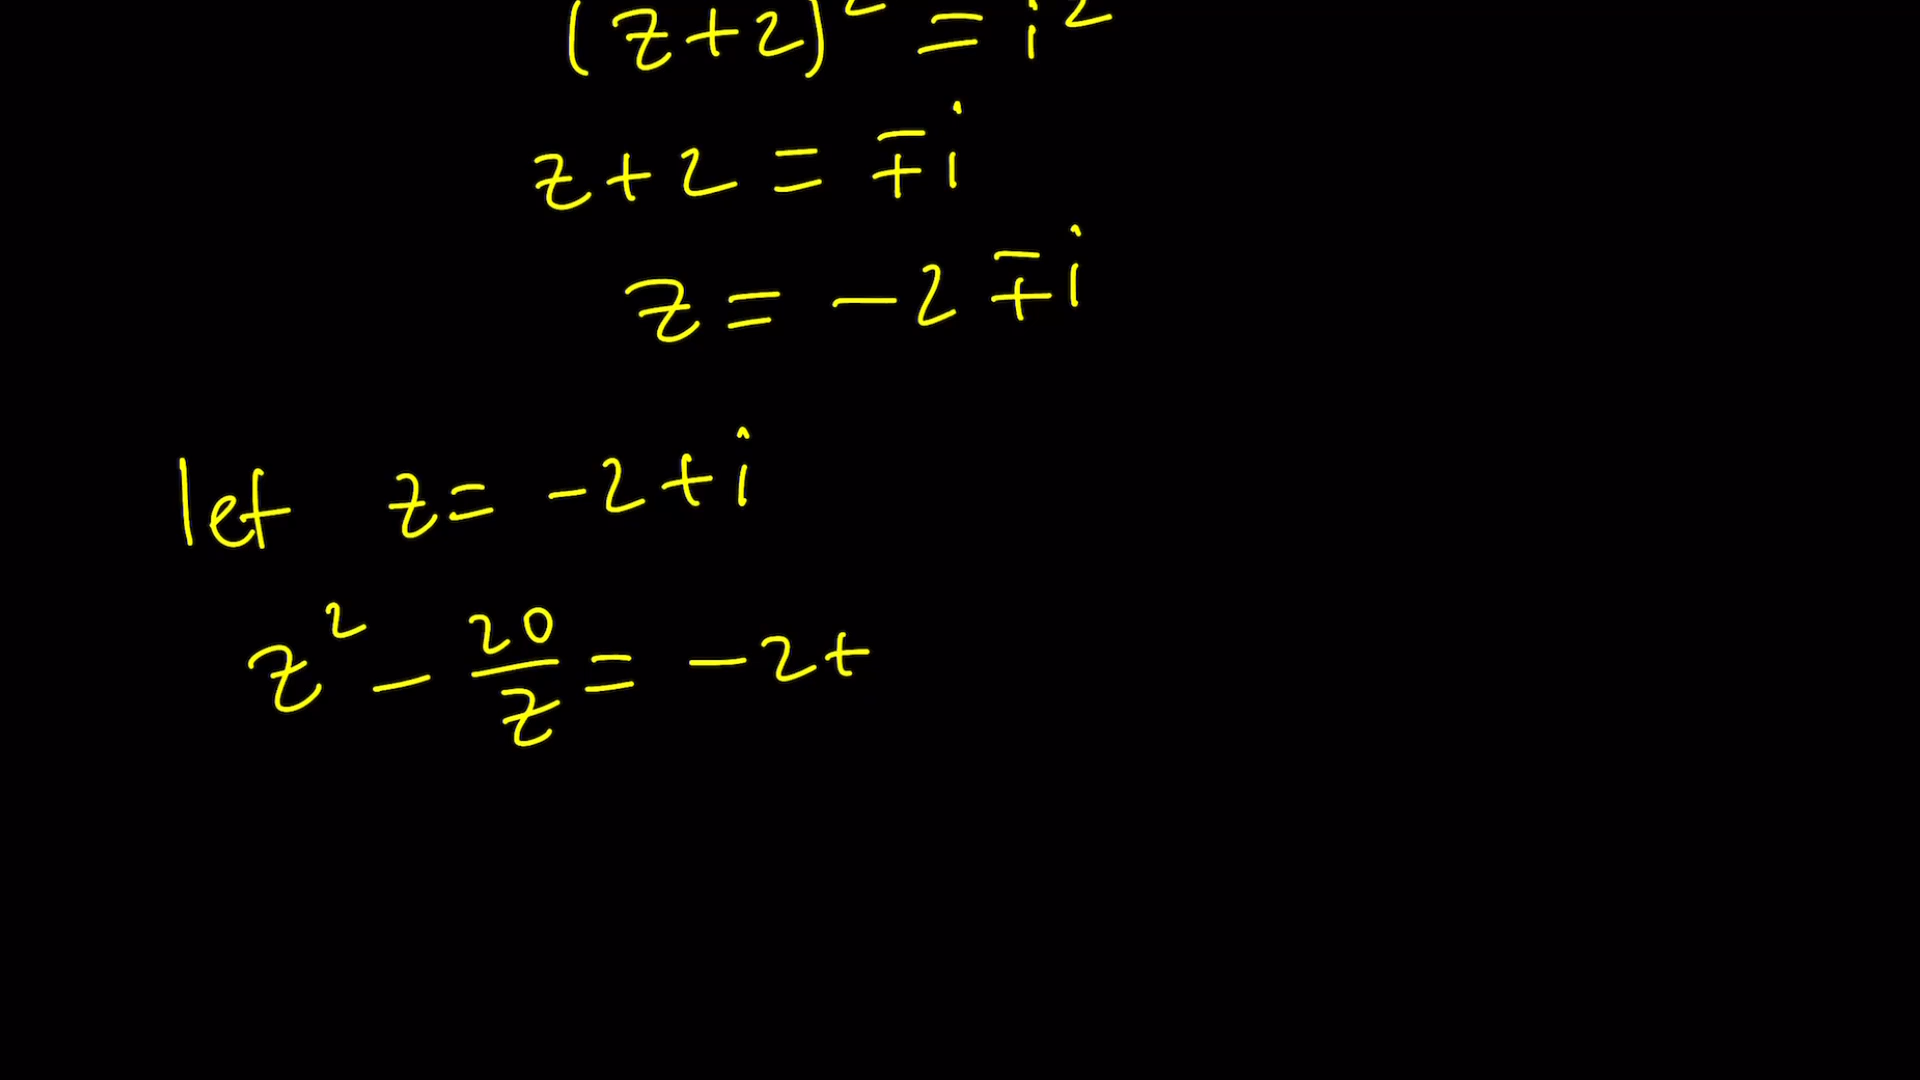 (z+2)² = i²
z+2 = ∓i
z = −2 ∓ i
let z = −2+i
z² − 20/z = −2+